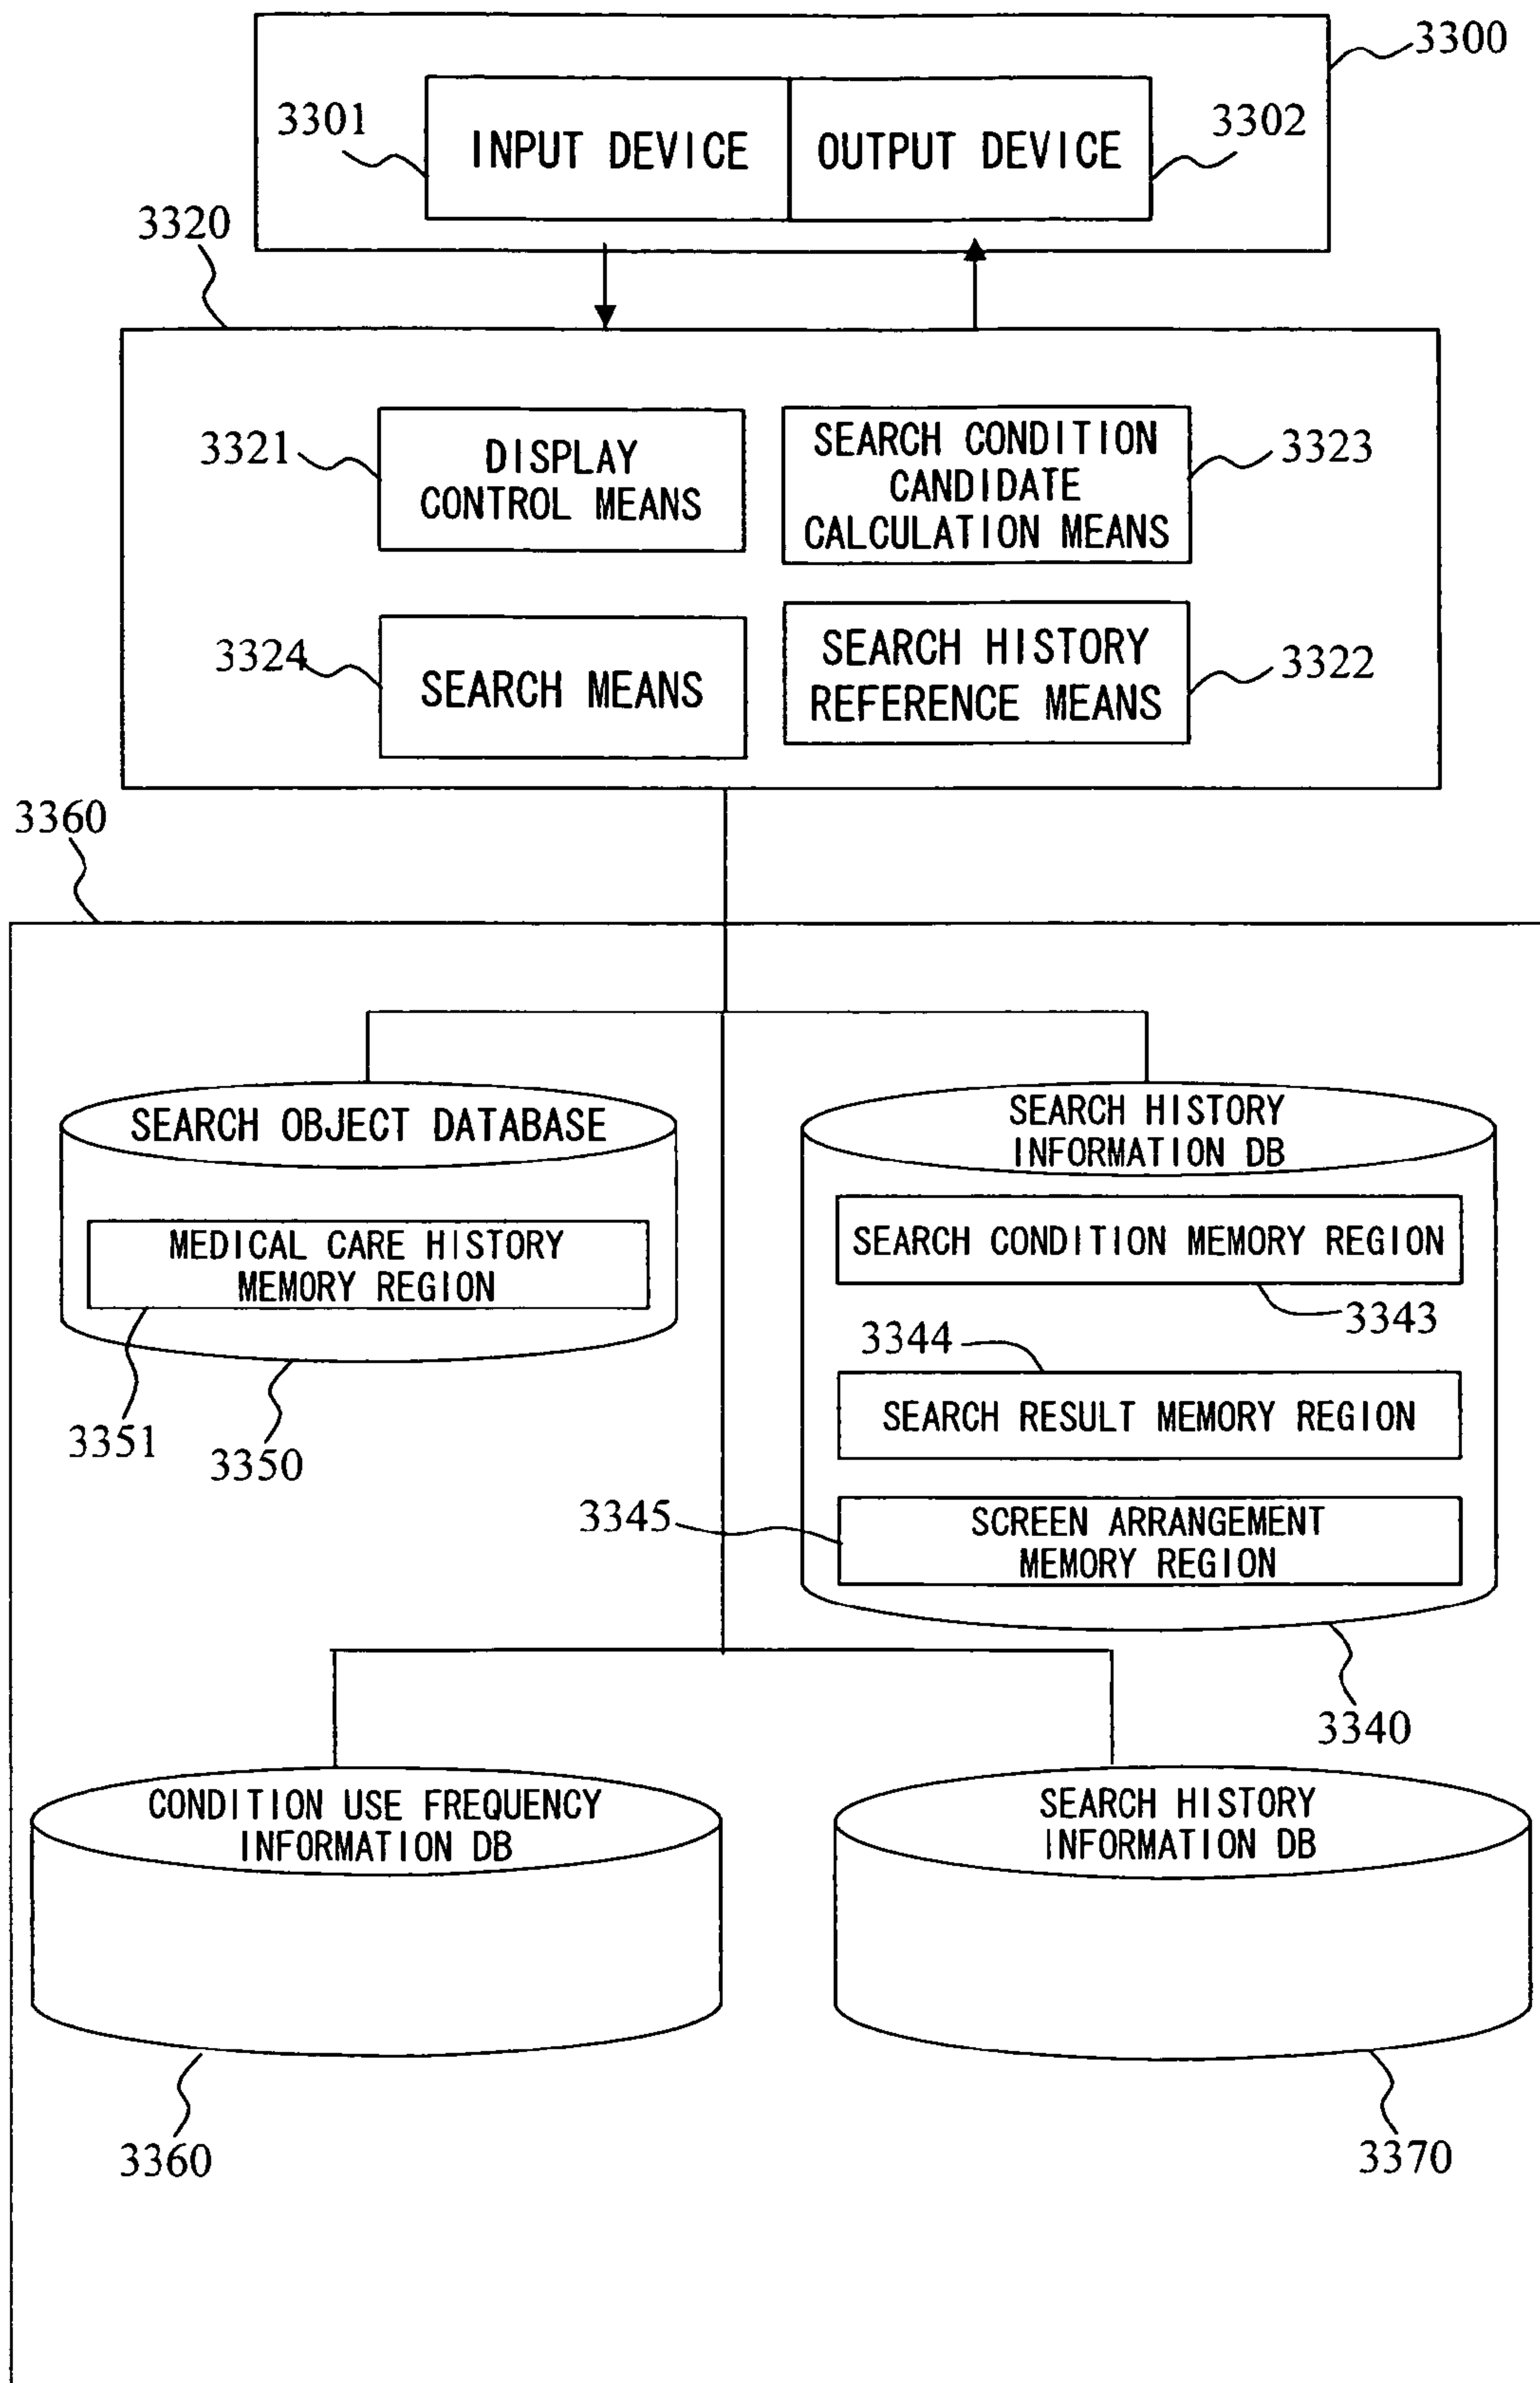 3300
3301
INPUT DEVICE
OUTPUT DEVICE
3302
3320
3321
DISPLAY
CONTROL MEANS
SEARCH CONDITION
CANDIDATE
CALCULATION MEANS
3323
3324
SEARCH MEANS
SEARCH HISTORY
REFERENCE MEANS
3322
3360
SEARCH OBJECT DATABASE
MEDICAL CARE HISTORY
MEMORY REGION
3351
3350
SEARCH HISTORY
INFORMATION DB
SEARCH CONDITION MEMORY REGION
3343
3344
SEARCH RESULT MEMORY REGION
3345
SCREEN ARRANGEMENT
MEMORY REGION
3340
CONDITION USE FREQUENCY
INFORMATION DB
3360
SEARCH HISTORY
INFORMATION DB
3370